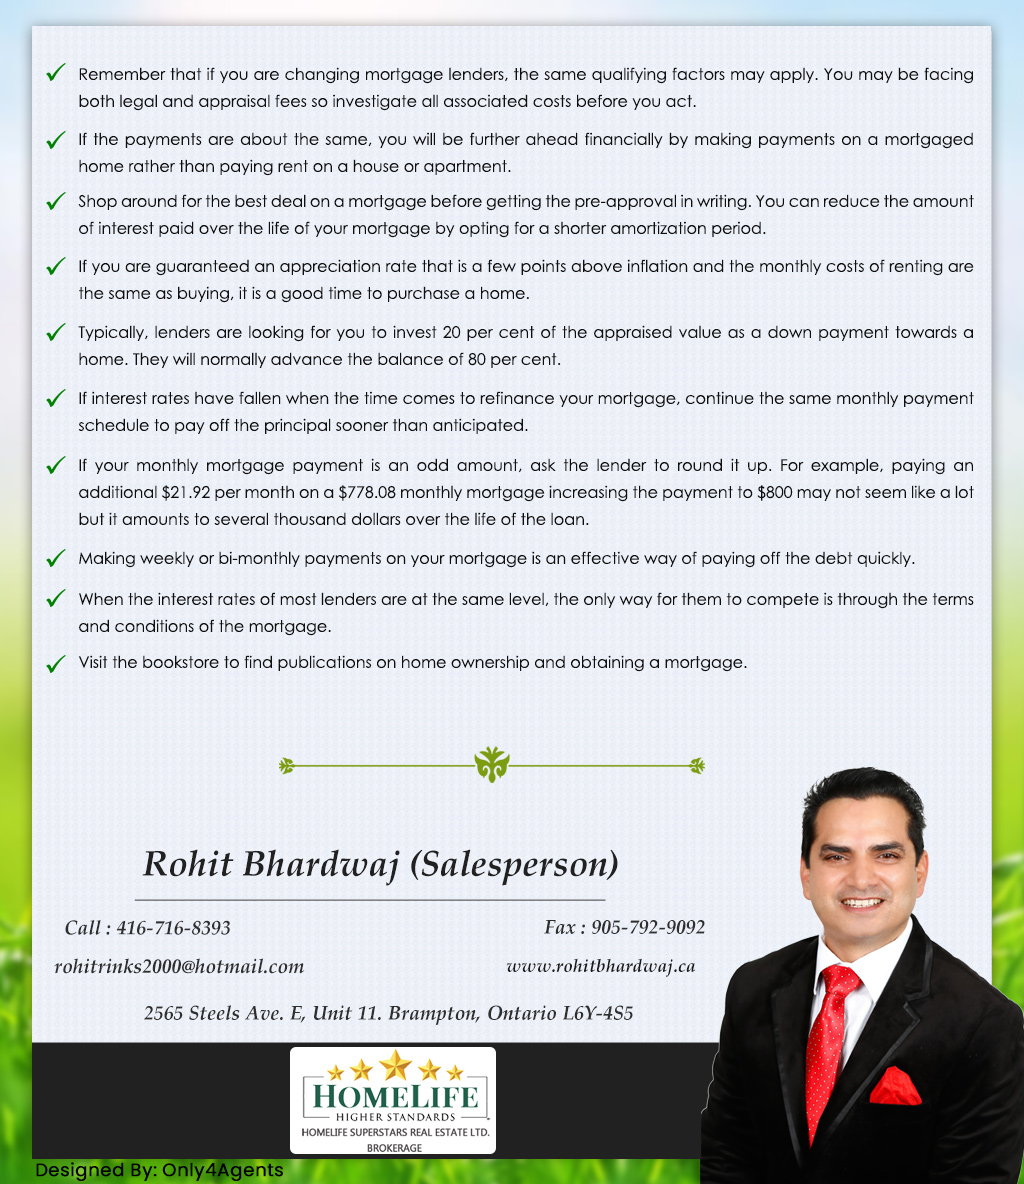 Remember that if you are changing mortgage lenders, the same qualifying factors may apply. You may be facing
both legal and appraisal fees so investigate all associated costs before you act.
If the payments are about the same, you will be further ahead financially by making payments on a mortgaged
home rather than paying rent on a house or apartment.
Shop around for the best deal on a mortgage before getting the pre-approval in writing. You can reduce the amount
of interest paid over the life of your mortgage by opting for a shorter amortization period.
If you are guaranteed an appreciation rate that is a few points above inflation and the monthly costs of renting are
the same as buying, it is a good time to purchase a home.
Typically, lenders are looking for you to invest 20 per cent of the appraised value as a down payment towards a
home. They will normally advance the balance of 80 per cent.
If interest rates have fallen when the time comes to refinance your mortgage, continue the same monthly payment
schedule to pay off the principal sooner than anticipated.
If your monthly mortgage payment is an odd amount, ask the lender to round it up. For example, paying an
additional $21.92 per month on a $778.08 monthly mortgage increasing the payment to $800 may not seem like a lot
but it amounts to several thousand dollars over the life of the loan.
Making weekly or bi-monthly payments on your mortgage is an effective way of paying off the debt quickly.
When the interest rates of most lenders are at the same level, the only way for them to compete is through the terms
and conditions of the mortgage.
Visit the bookstore to find publications on home ownership and obtaining a mortgage.
Rohit Bhardwaj (Salesperson)
Call : 416-716-8393
Fax : 905-792-9092
rohitrinks2000@hotmail.com
www.rohitbhardwaj.ca
2565 Steels Ave. E, Unit 11. Brampton, Ontario L6Y-4S5
HOMELIFE
HIGHER STANDARDS
HOMELIFE SUPERSTARS REAL ESTATE LTD.
BROKERAGE
Designed By: Only4Agents